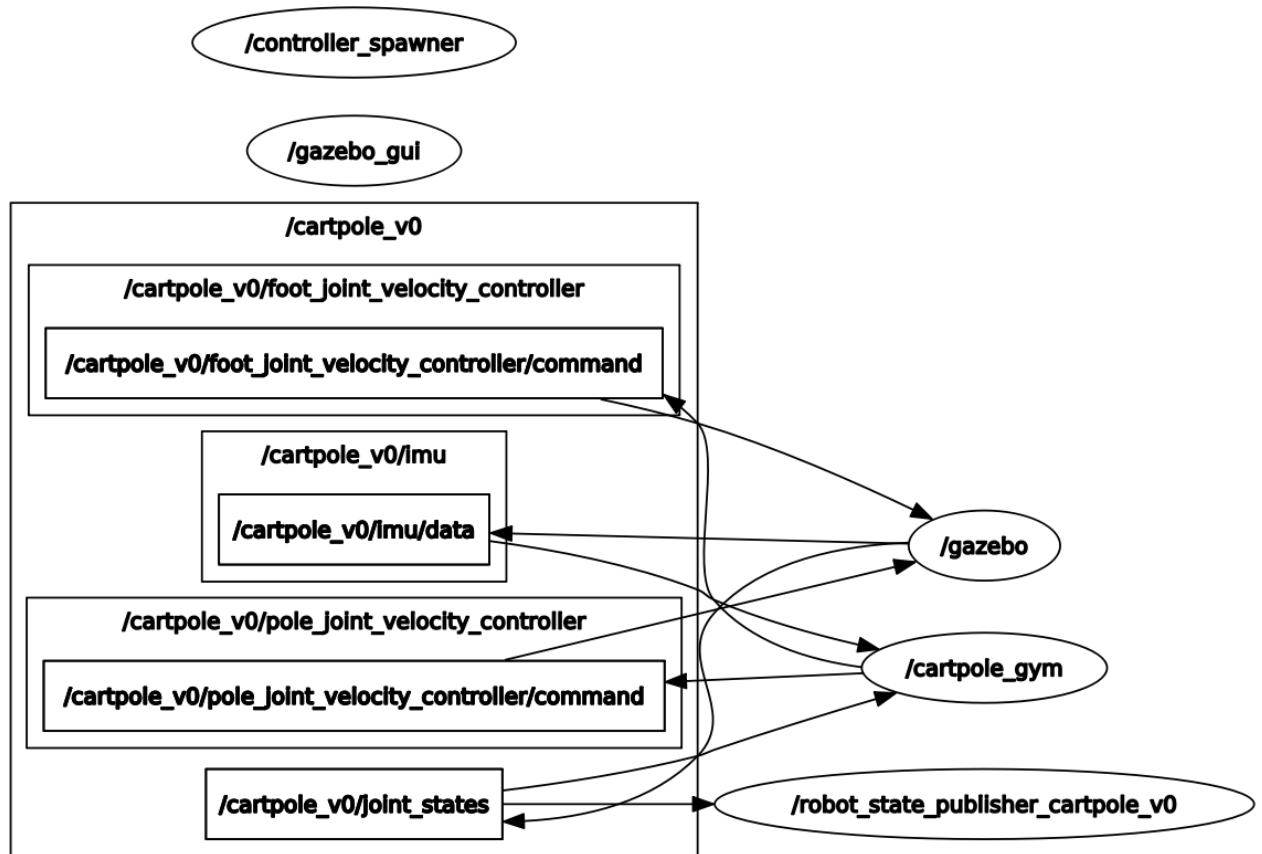 /controller_spawner
/gazebo_gui
/cartpole_v0
/cartpole_v0/foot_joint_velocity_controller
/cartpole_v0/foot_joint_velocity_controller/command
/cartpole_v0/imu
/cartpole_v0/imu/data
/gazebo
/cartpole_v0/pole_joint_velocity_controller
/cartpole_v0/pole_joint_velocity_controller/command
/cartpole_gym
/cartpole_v0/joint_states
/robot_state_publisher_cartpole_v0